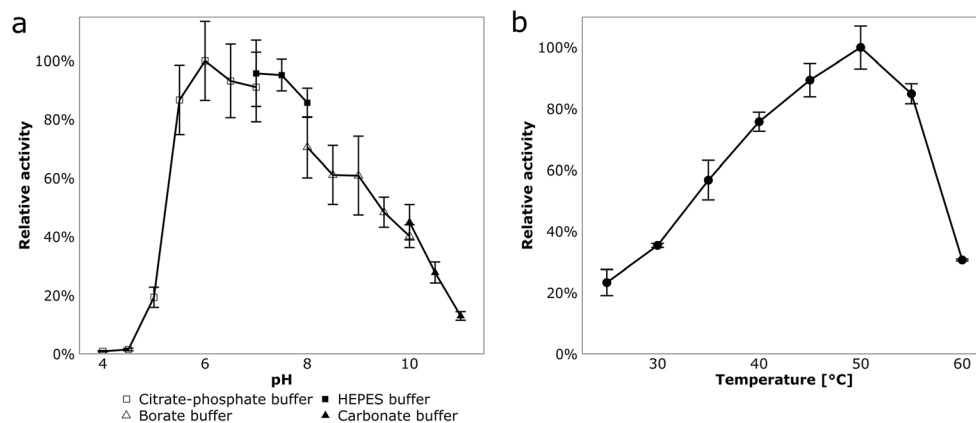 a
Relative activity
100%
80%
60%
40%
20%
0%
4 6 8 10
pH
□ Citrate-phosphate buffer ■ HEPES buffer
△ Borate buffer ▲ Carbonate buffer
b
Relative activity
100%
80%
60%
40%
20%
0%
30 40 50 60
Temperature [°C]